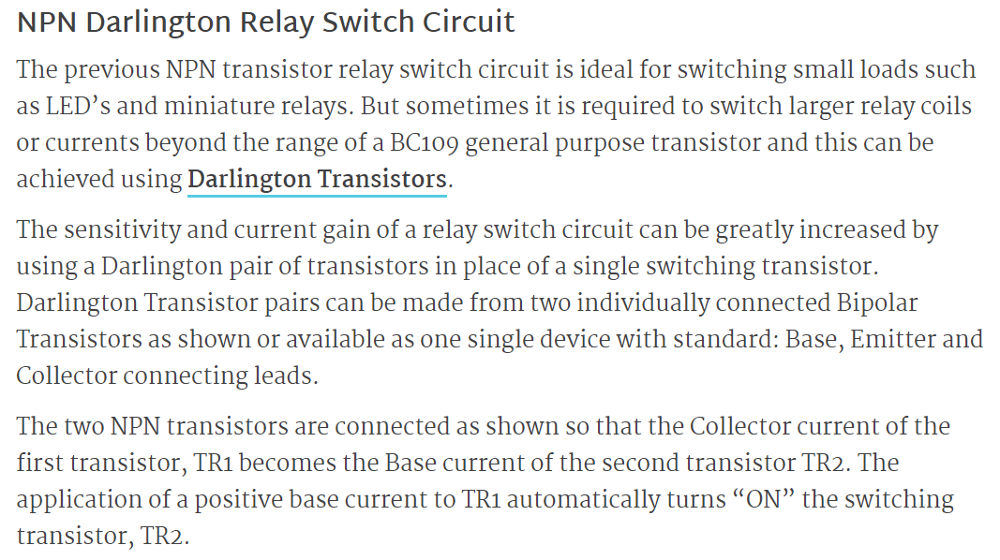 NPN Darlington Relay Switch Circuit
The previous NPN transistor relay switch circuit is ideal for switching small loads such
as LED’s and miniature relays. But sometimes it is required to switch larger relay coils
or currents beyond the range of a BC109 general purpose transistor and this can be
achieved using Darlington Transistors.
The sensitivity and current gain of a relay switch circuit can be greatly increased by
using a Darlington pair of transistors in place of a single switching transistor.
Darlington Transistor pairs can be made from two individually connected Bipolar
Transistors as shown or available as one single device with standard: Base, Emitter and
Collector connecting leads.
The two NPN transistors are connected as shown so that the Collector current of the
first transistor, TR1 becomes the Base current of the second transistor TR2. The
application of a positive base current to TR1 automatically turns “ON” the switching
transistor, TR2.